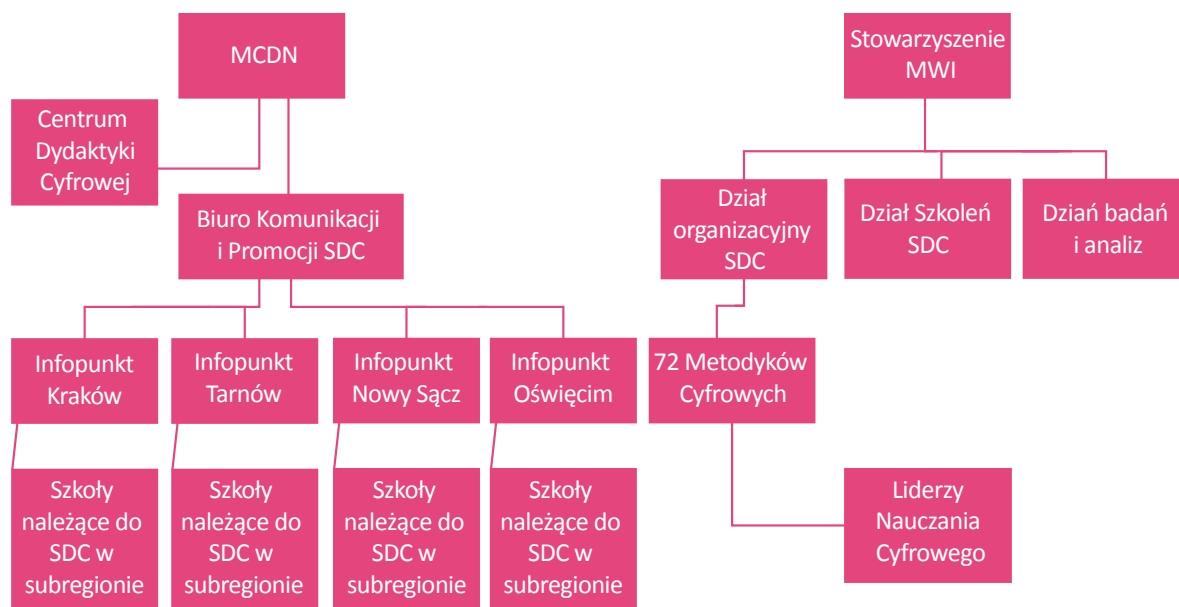 MCDN
Stowarzyszenie
MWI
Centrum
Dydaktyki
Cyfrowej
Biuro Komunikacji
i Promocji SDC
Dział
organizacyjny
SDC
Dział Szkoleń
SDC
Dziań badań
i analiz
Infopunkt
Kraków
Infopunkt
Tarnów
Infopunkt
Nowy Sącz
Infopunkt
Oświęcim
72 Metodyków
Cyfrowych
Szkoły
należące do
SDC w
subregionie
Szkoły
należące do
SDC w
subregionie
Szkoły
należące do
SDC w
subregionie
Szkoły
należące do
SDC w
subregionie
Liderzy
Nauczania
Cyfrowego